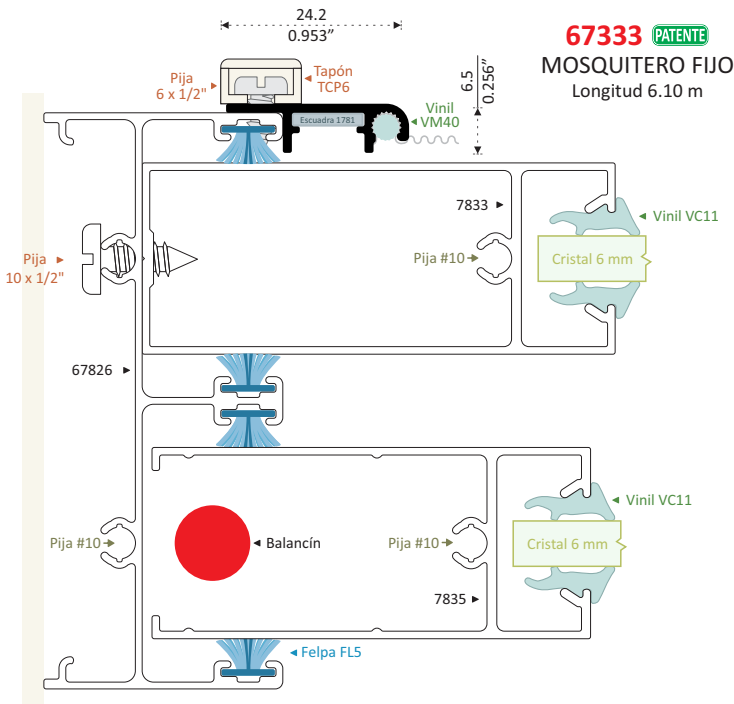 24.2
0.953”
67333 PATENTE
MOSQUITERO FIJO
Longitud 6.10 m
6.5
0.256”
Pija
6 x 1/2"
Tapón
TCP6
Vinil
VM40
Escuadra 1781
7833
Vinil VC11
Pija #10
Cristal 6 mm
Pija
10 x 1/2"
67826
Vinil VC11
Pija #10
Balancín
Pija #10
Cristal 6 mm
7835
Felpa FL5